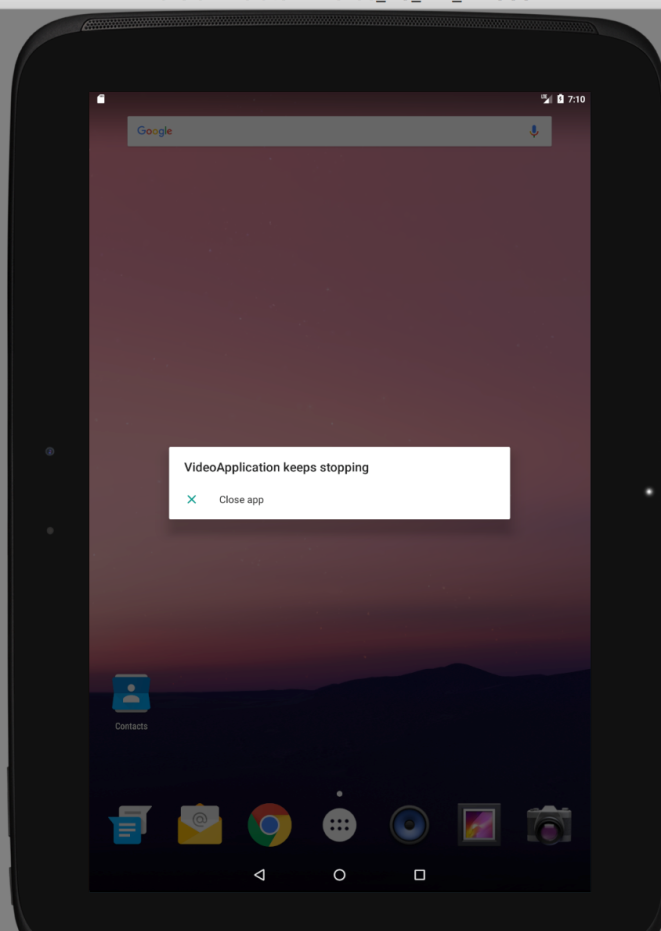 7:10
Google
VideoApplication keeps stopping
Close app
Contacts